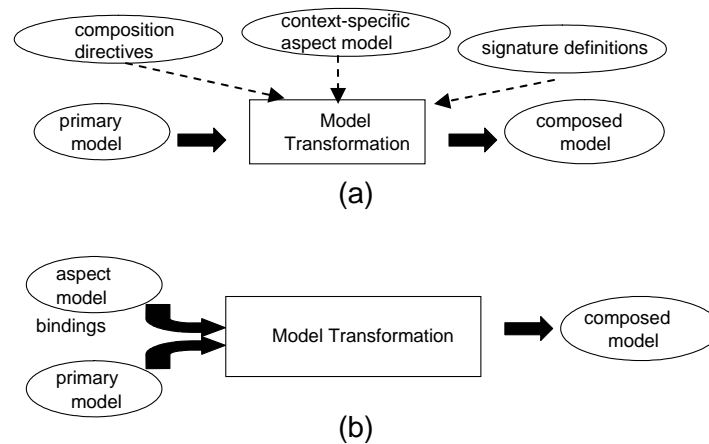 composition
directives
context-specific
aspect model
signature definitions
primary
model
Model
Transformation
composed
model
(a)
aspect
model
bindings
primary
model
Model Transformation
composed
model
(b)